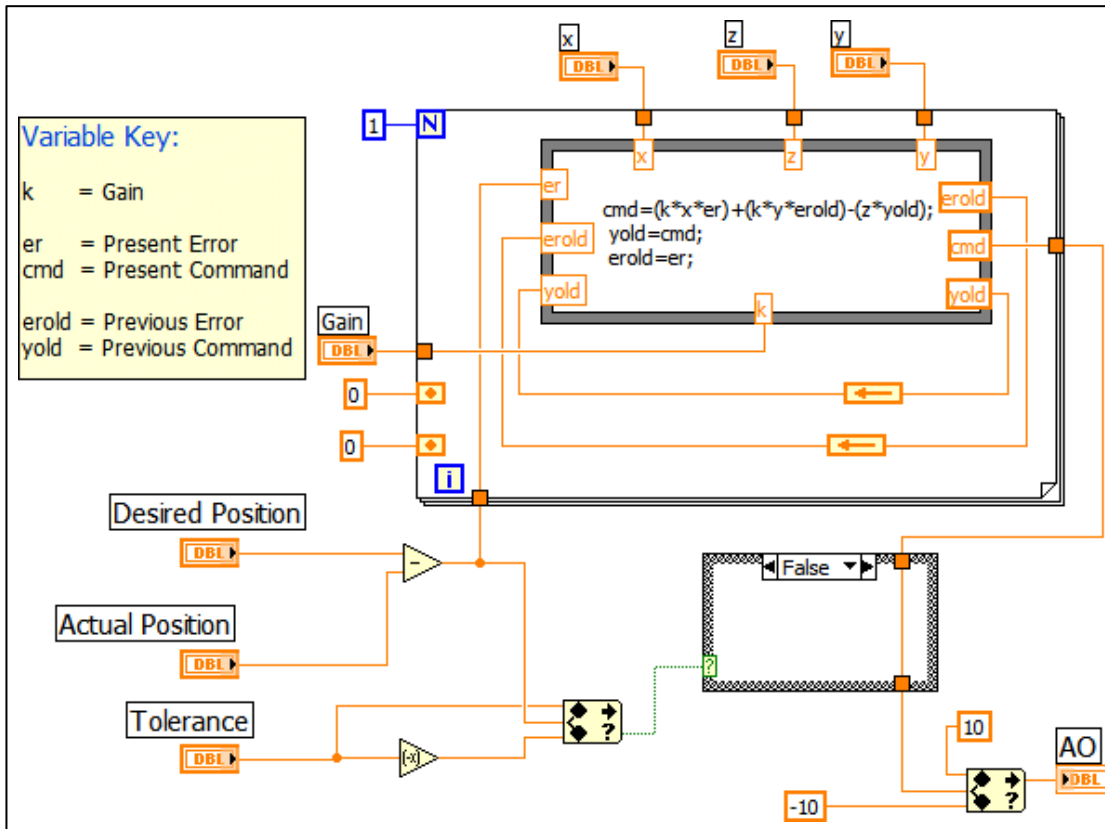 x
z
y
DBL
DBL
DBL
1
N
Variable Key:
k = Gain
er = Present Error
cmd = Present Command
erold = Previous Error
yold = Previous Command
x
z
y
er
erold
yold
cmd=(k*x*er)+(k*y*erold)-(z*yold);
yold=cmd;
erold=er;
erold
cmd
yold
k
Gain
DBL
0
0
i
Desired Position
DBL
-
Actual Position
DBL
Tolerance
DBL
(-x)
?
False
?
10
-10
?
AO
DBL